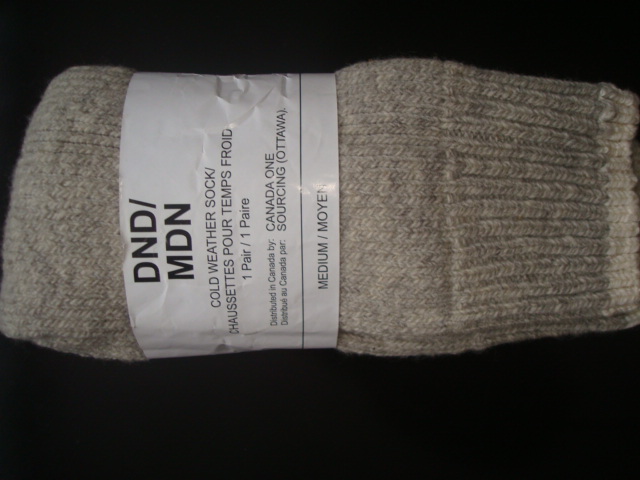 DND/
MDN
COLD WEATHER SOCK/
CHAUSSETTES POUR TEMPS FROID
1 Pair / 1 Paire
Distributed in Canada by: CANADA ONE
Distribué au Canada par: SOURCING (OTTAWA).
MEDIUM / MOYEN